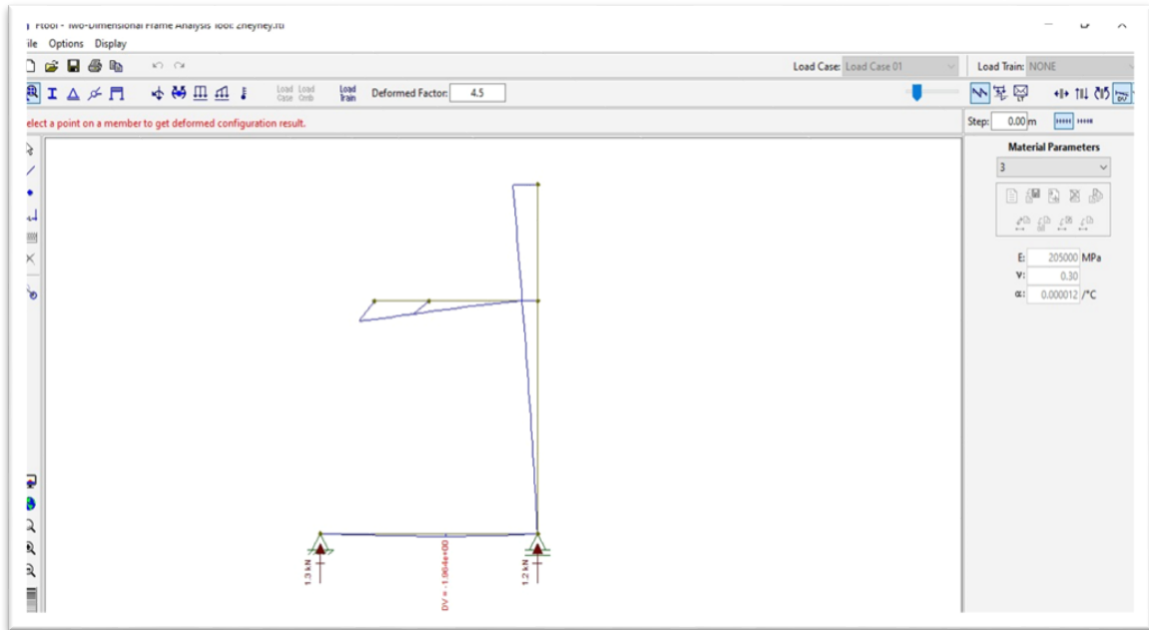 Ftool - Two-Dimensional Frame Analysis Tool: Zneyney.ftl
ile Options Display
Load Case: Load Case 01 Load Train: NONE
Load Case Load Comb Load Train Deformed Factor: 4.5
elect a point on a member to get deformed configuration result.
Step: 0.00 m
Material Parameters
3
E: 205000 MPa
ν: 0.30
α: 0.000012 /°C
1.3 kN
DV = -1.964e+00
1.2 kN